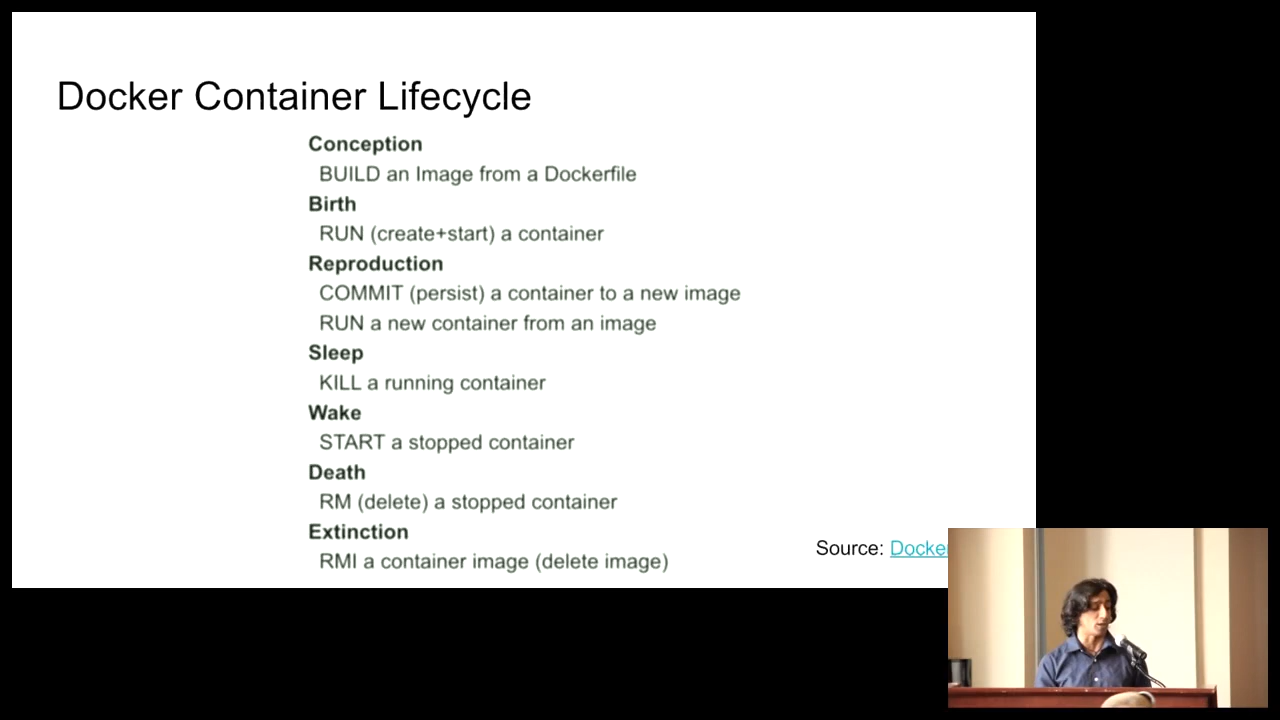 Docker Container Lifecycle
Conception
BUILD an Image from a Dockerfile
Birth
RUN (create+start) a container
Reproduction
COMMIT (persist) a container to a new image
RUN a new container from an image
Sleep
KILL a running container
Wake
START a stopped container
Death
RM (delete) a stopped container
Extinction
RMI a container image (delete image)
Source: Docke